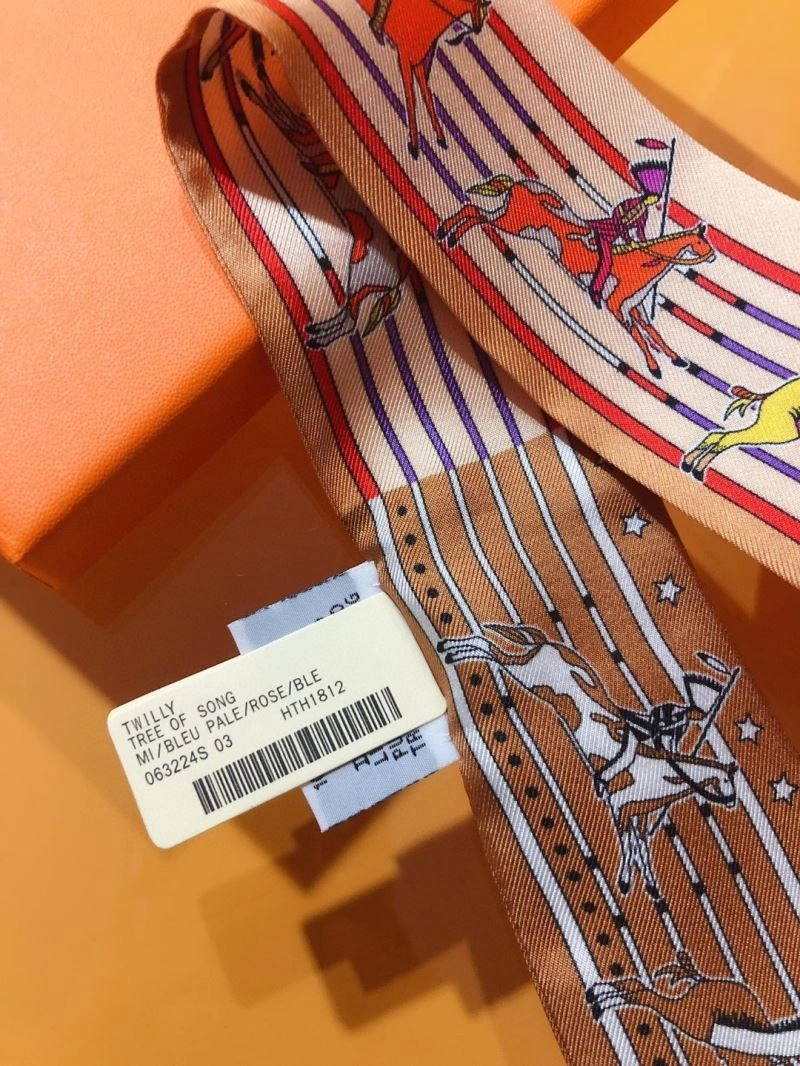 TWILLY
TREE OF SONG
MI/BLEU PALE/ROSE/BLE
063224S 03 HTH1812